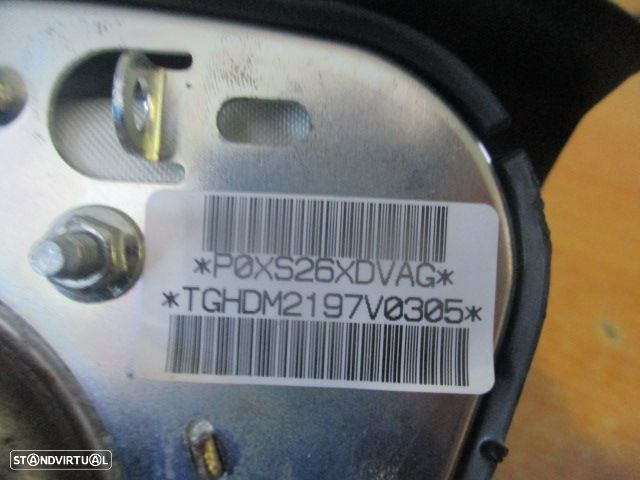 *P0XS26XDVAG*
*TGHDM2197V0305*
STANDVIRTUAL